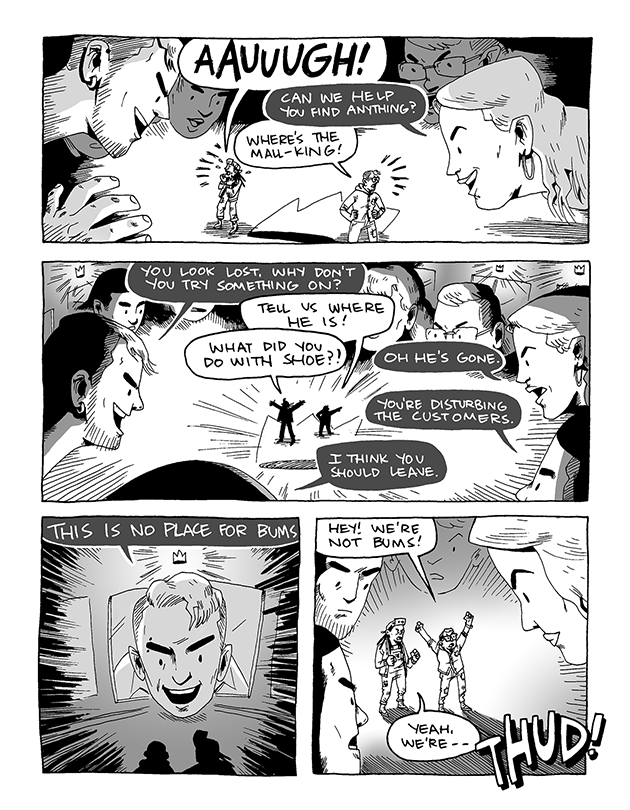 AAUUUGH!
CAN WE HELP
YOU FIND ANYTHING?
WHERE'S THE
MALL-KING!
YOU LOOK LOST, WHY DON'T
YOU TRY SOMETHING ON?
TELL US WHERE
HE IS!
WHAT DID YOU
DO WITH SHOE?!
OH HE'S GONE.
YOU'RE DISTURBING
THE CUSTOMERS.
I THINK YOU
SHOULD LEAVE.
THIS IS NO PLACE FOR BUMS
HEY! WE'RE
NOT BUMS!
YEAH,
WE'RE--
THUD!